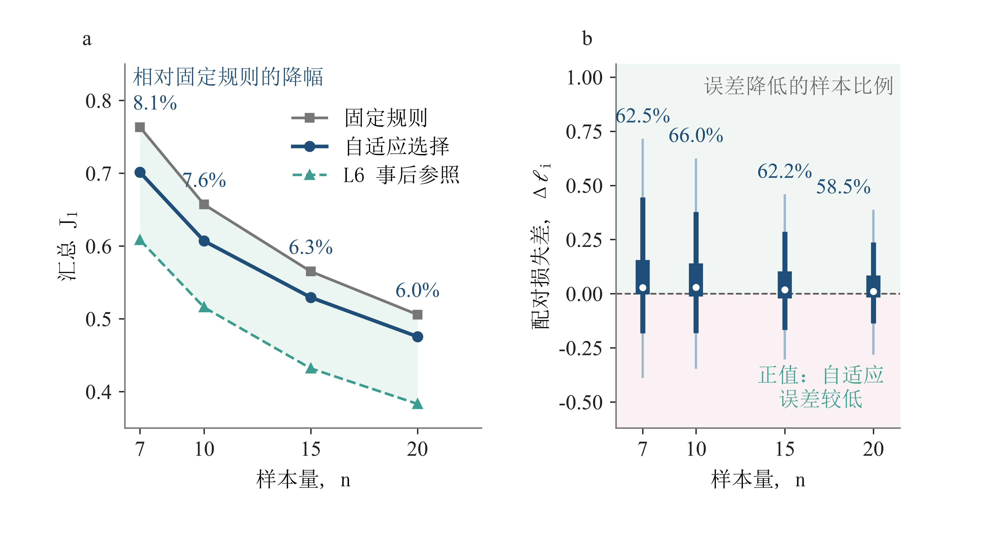 a
相对固定规则的降幅
8.1%
7.6%
6.3%
6.0%
固定规则
自适应选择
L6 事后参照
0.8
0.7
0.6
0.5
0.4
汇总 J₁
7
10
15
20
样本量, n
b
误差降低的样本比例
62.5%
66.0%
62.2%
58.5%
1.00
0.75
0.50
0.25
0.00
-0.25
-0.50
配对损失差, Δℓᵢ
正值：自适应
误差较低
7
10
15
20
样本量, n